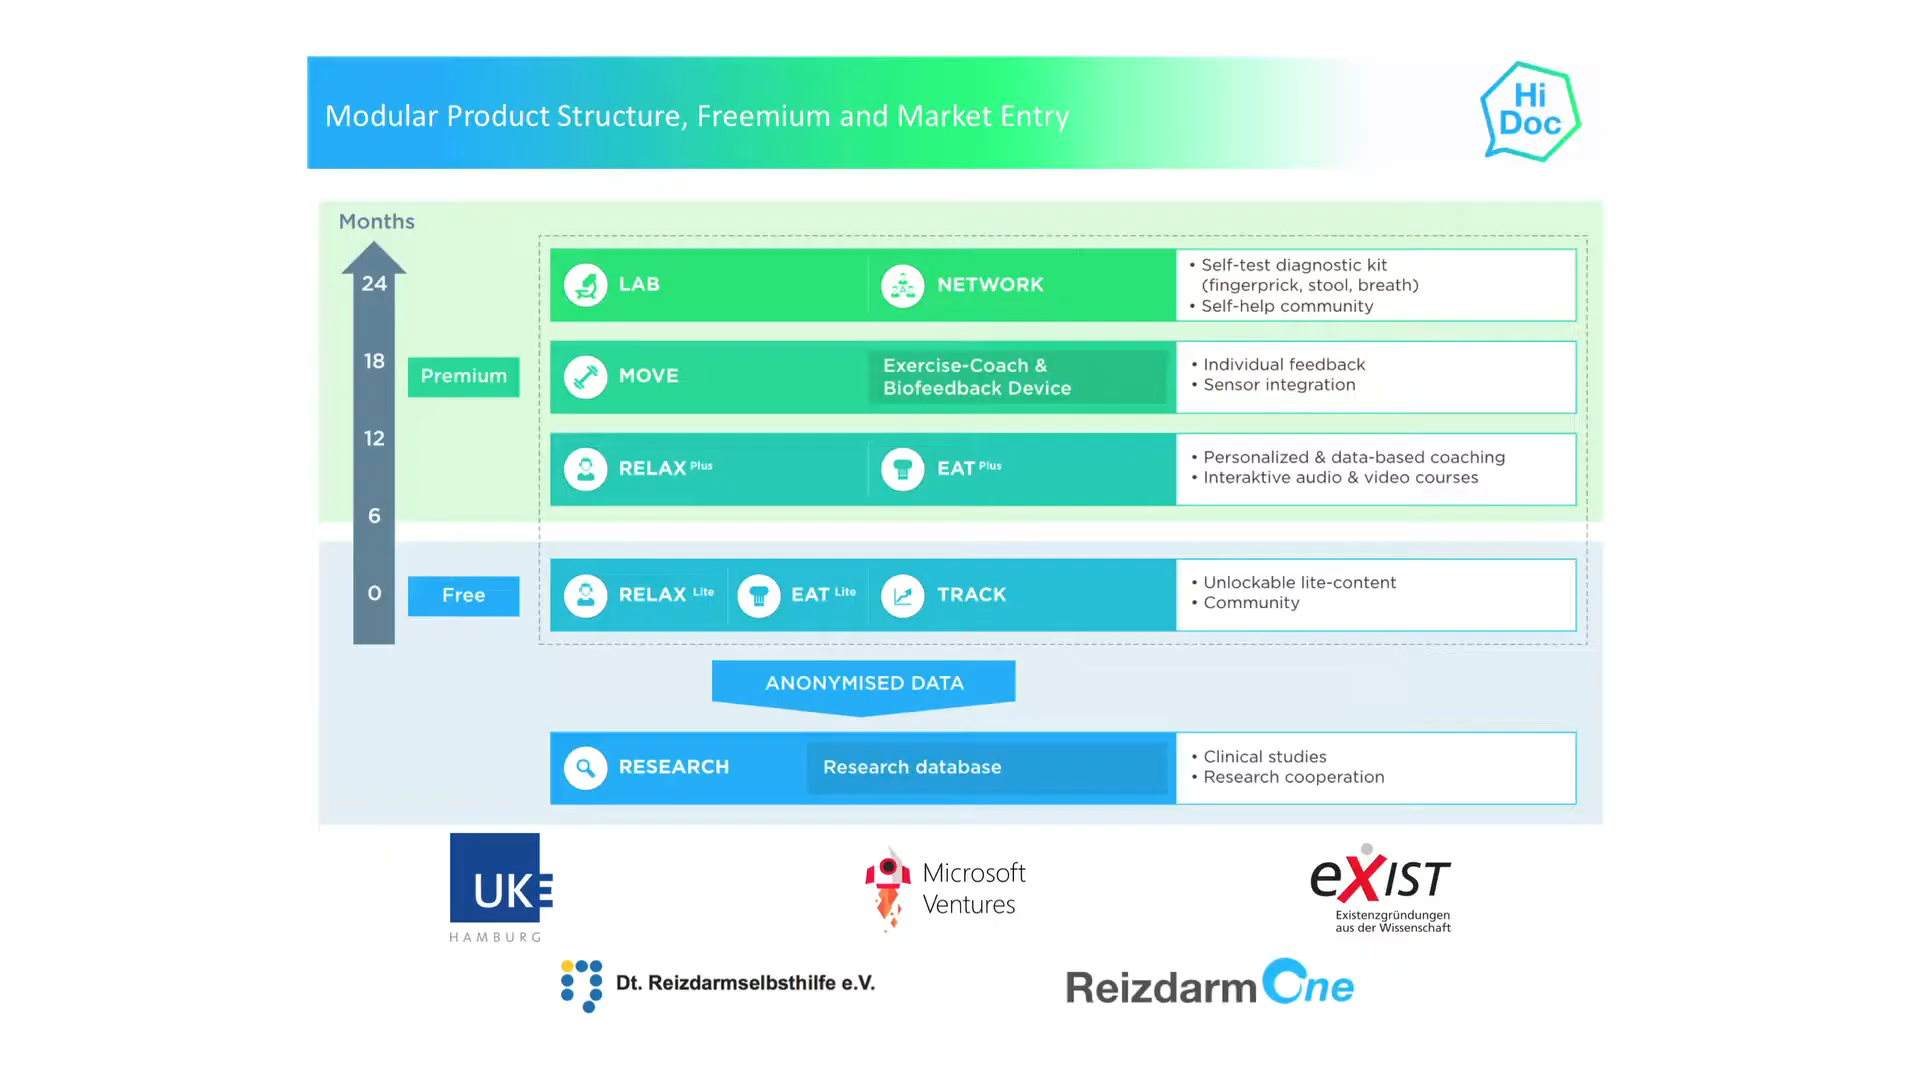 Modular Product Structure, Freemium and Market Entry
Hi
Doc
Months
24
18
12
6
0
Premium
Free
LAB
NETWORK
• Self-test diagnostic kit
(fingerprick, stool, breath)
• Self-help community
MOVE
Exercise-Coach &
Biofeedback Device
• Individual feedback
• Sensor integration
RELAX Plus
EAT Plus
• Personalized & data-based coaching
• Interaktive audio & video courses
RELAX Lite
EAT Lite
TRACK
• Unlockable lite-content
• Community
ANONYMISED DATA
RESEARCH
Research database
• Clinical studies
• Research cooperation
UKE
HAMBURG
Microsoft
Ventures
eXIST
Existenzgründungen
aus der Wissenschaft
Dt. Reizdarmselbsthilfe e.V.
Reizdarm One